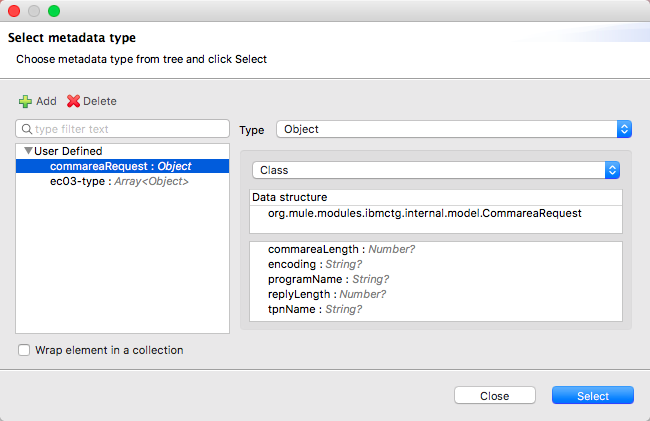 Select metadata type
Choose metadata type from tree and click Select
Add Delete
type filter text
Type Object
User Defined
commareaRequest : Object
ec03-type : Array<Object>
Class
Data structure
org.mule.modules.ibmctg.internal.model.CommareaRequest
commareaLength : Number?
encoding : String?
programName : String?
replyLength : Number?
tpnName : String?
Wrap element in a collection
Close Select